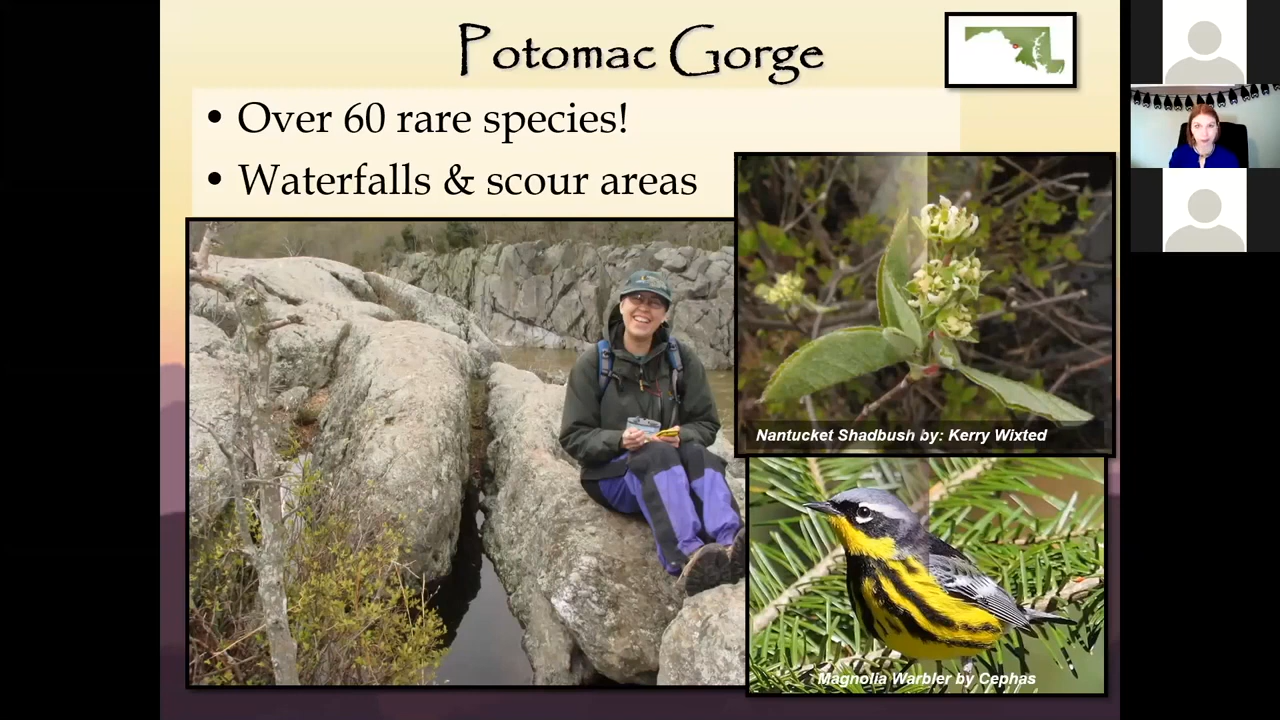 Potomac Gorge
• Over 60 rare species!
• Waterfalls & scour areas
Nantucket Shadbush by: Kerry Wixted
Magnolia Warbler by Cephas